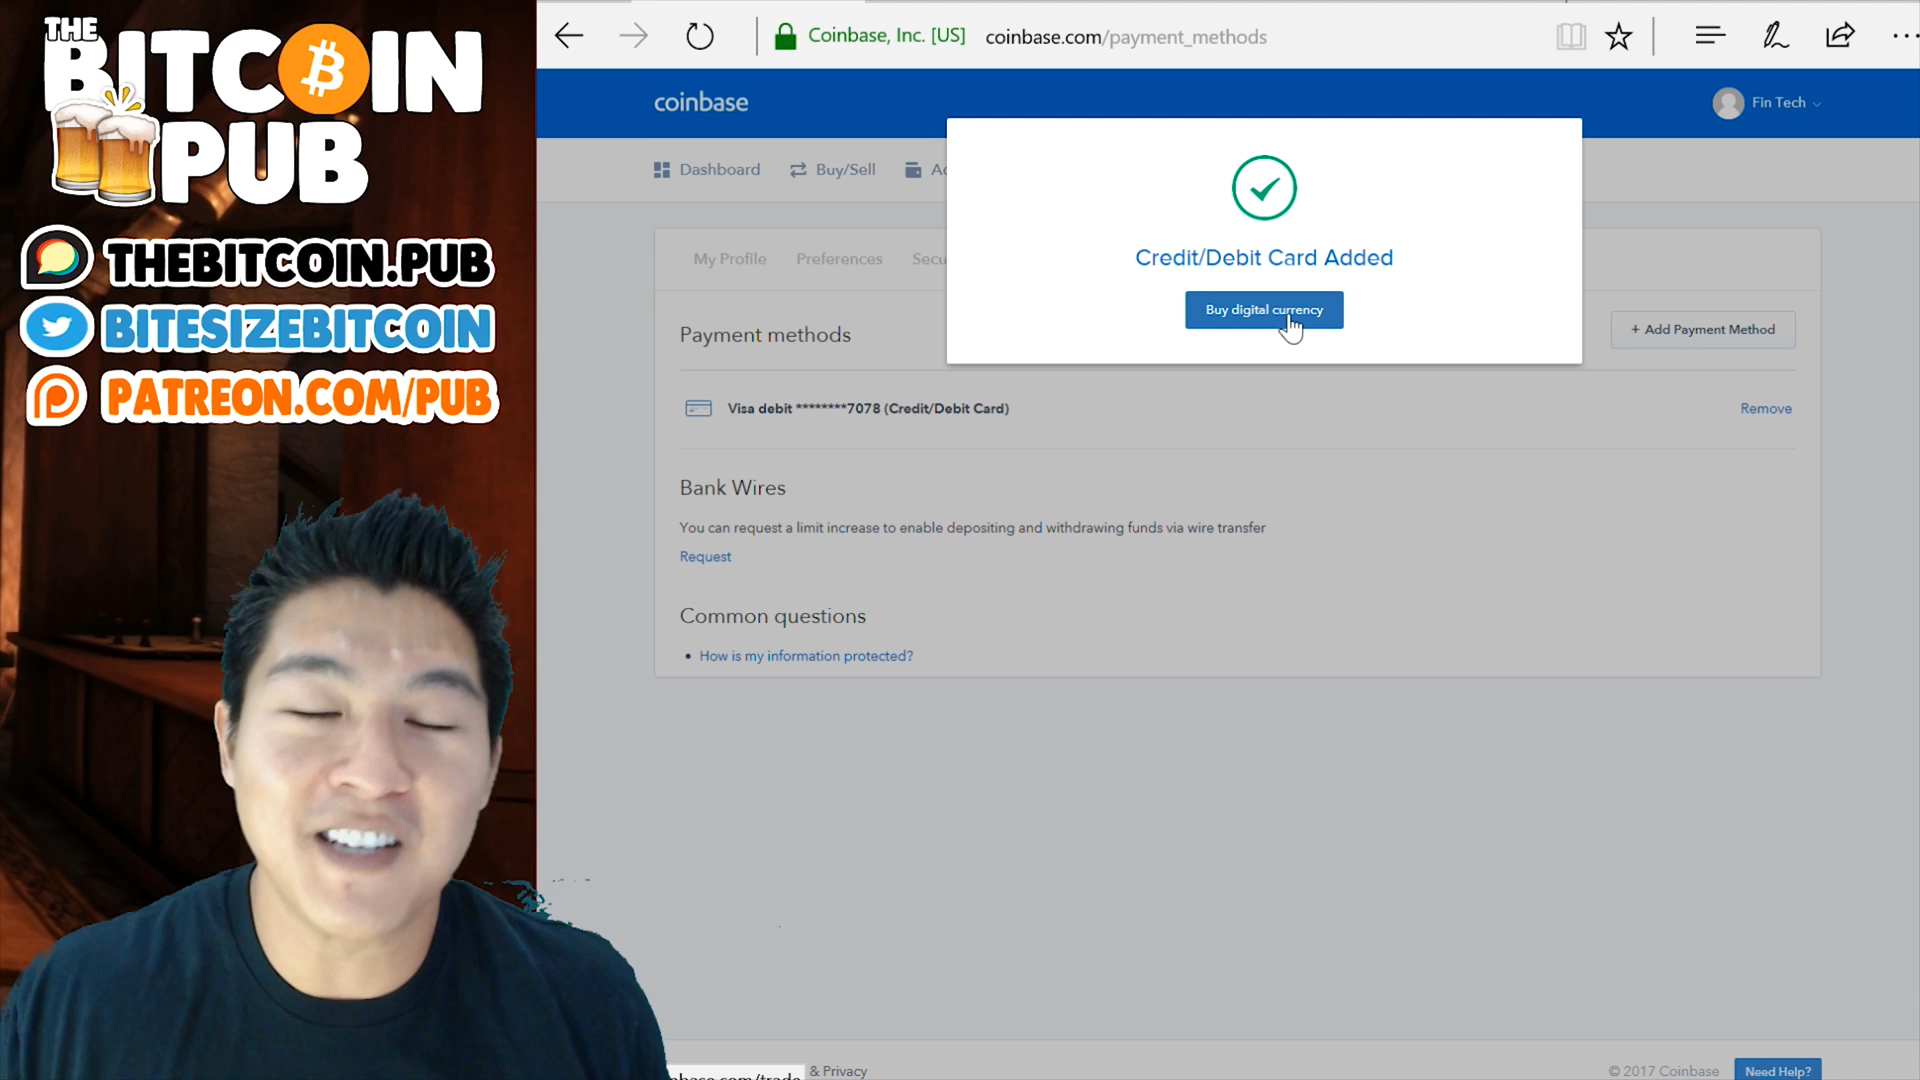 THE
BITCOIN
PUB
THEBITCOIN.PUB
BITESIZEBITCOIN
PATREON.COM/PUB
Coinbase, Inc. [US] coinbase.com/payment_methods
coinbase
Fin Tech
Dashboard Buy/Sell
Credit/Debit Card Added
Buy digital currency
My Profile Preferences
Payment methods
+ Add Payment Method
Visa debit ********7078 (Credit/Debit Card)
Remove
Bank Wires
You can request a limit increase to enable depositing and withdrawing funds via wire transfer
Request
Common questions
• How is my information protected?
& Privacy
© 2017 Coinbase
Need Help?